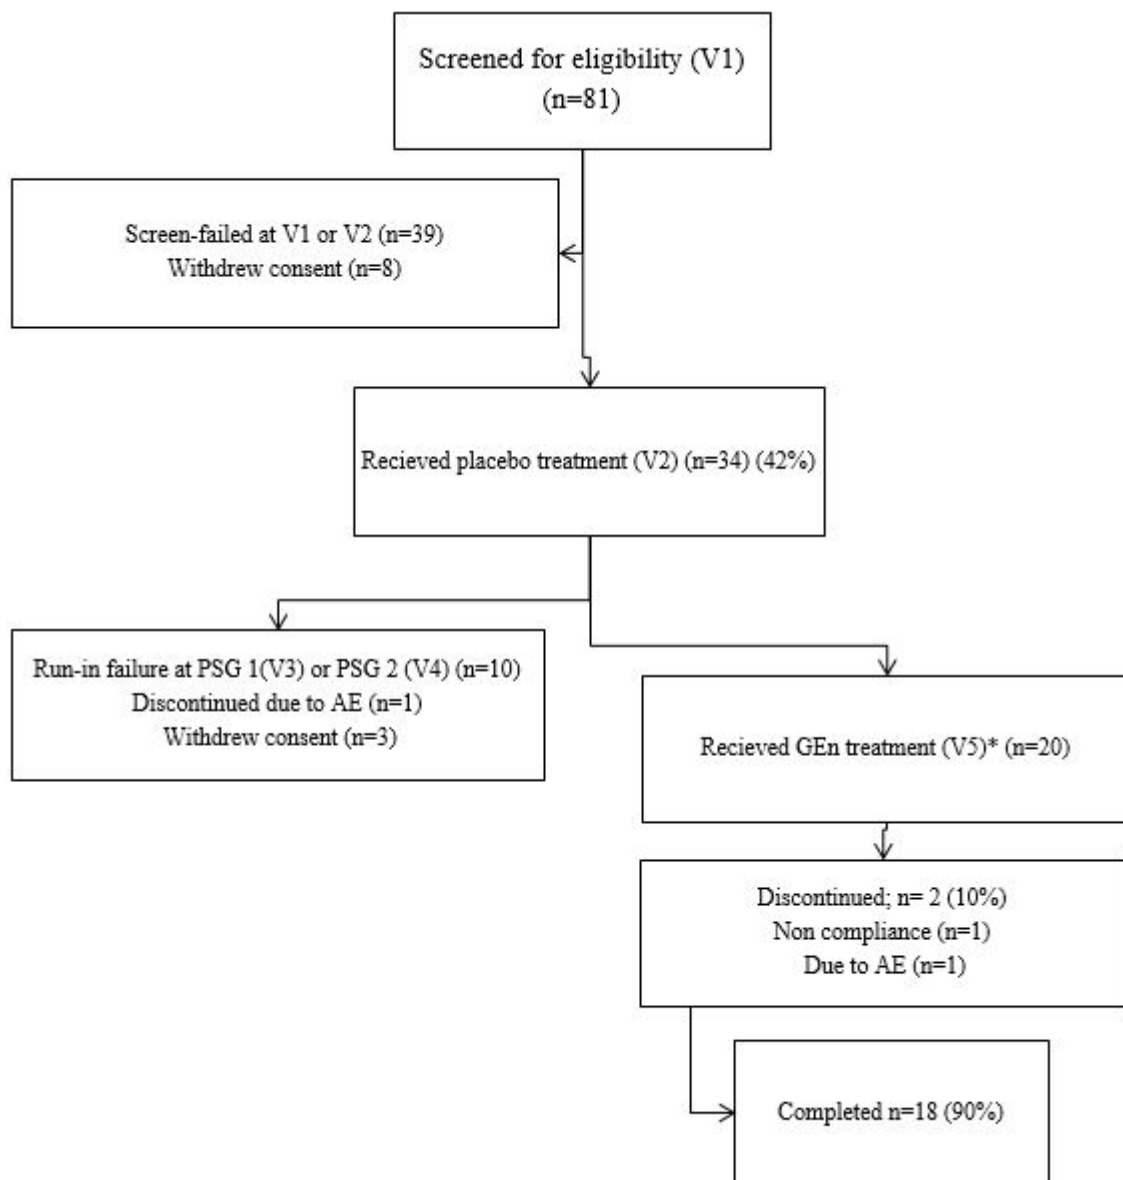 Screened for eligibility (V1)
(n=81)
Screen-failed at V1 or V2 (n=39)
Withdrew consent (n=8)
Recieved placebo treatment (V2) (n=34) (42%)
Run-in failure at PSG 1(V3) or PSG 2 (V4) (n=10)
Discontinued due to AE (n=1)
Withdrew consent (n=3)
Recieved GEn treatment (V5)* (n=20)
Discontinued; n= 2 (10%)
Non compliance (n=1)
Due to AE (n=1)
Completed n=18 (90%)